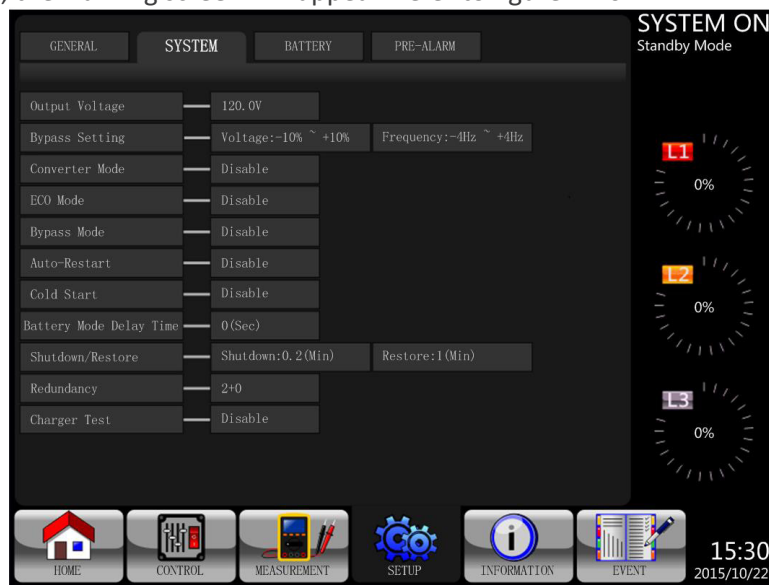 SYSTEM ON
GENERAL SYSTEM BATTERY PRE-ALARM
Standby Mode
Output Voltage 120.0V
Bypass Setting Voltage:-10% ~ +10% Frequency:-4Hz ~ +4Hz
Converter Mode Disable
ECO Mode Disable
Bypass Mode Disable
Auto-Restart Disable
Cold Start Disable
Battery Mode Delay Time 0(Sec)
Shutdown/Restore Shutdown:0.2(Min) Restore:1(Min)
Redundancy 2+0
Charger Test Disable
L1
0%
L2
0%
L3
0%
HOME CONTROL MEASUREMENT SETUP INFORMATION EVENT
15:30
2015/10/22